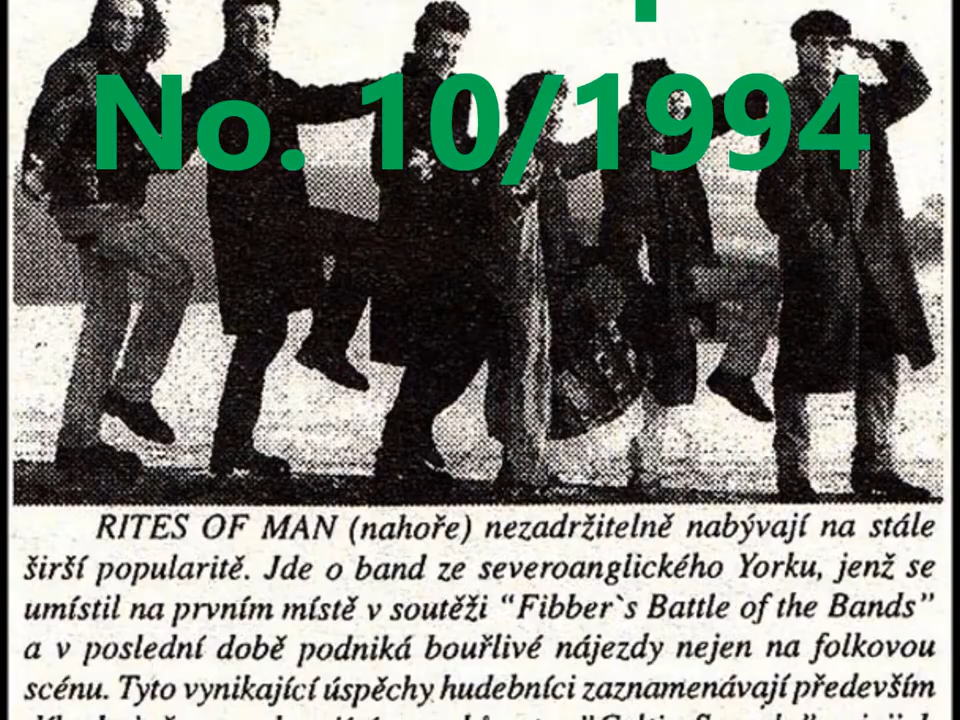 No. 10/1994
RITES OF MAN (nahoře) nezadržitelně nabývají na stále
širší popularitě. Jde o band ze severoanglického Yorku, jenž se
umístil na prvním místě v soutěži "Fibber`s Battle of the Bands"
a v poslední době podniká bouřlivé nájezdy nejen na folkovou
scénu. Tyto vynikající úspěchy hudebníci zaznamenávají především